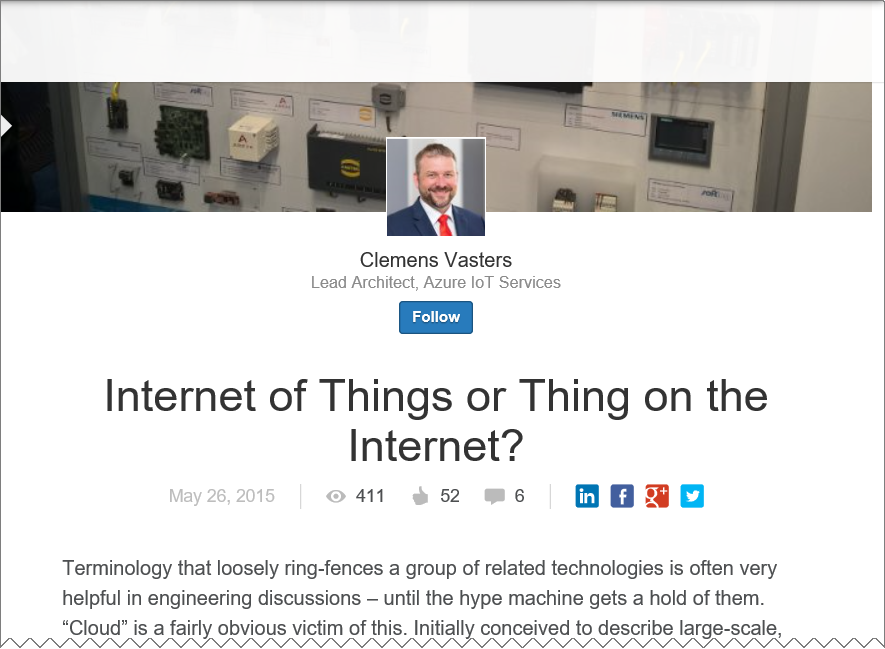 SIEMENS
HARTING
Clemens Vasters
Lead Architect, Azure IoT Services
Follow
Internet of Things or Thing on the
Internet?
May 26, 2015 411 52 6 in f g+
Terminology that loosely ring-fences a group of related technologies is often very
helpful in engineering discussions – until the hype machine gets a hold of them.
“Cloud” is a fairly obvious victim of this. Initially conceived to describe large-scale,